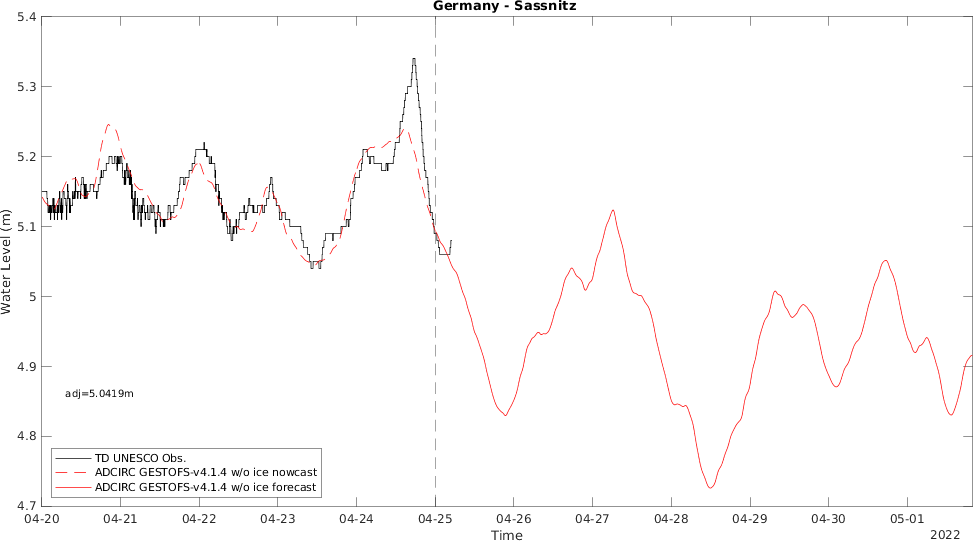 Germany - Sassnitz
5.4
5.3
5.2
5.1
5
4.9
4.8
4.7
Water Level (m)
adj=5.0419m
TD UNESCO Obs.
ADCIRC GESTOFS-v4.1.4 w/o ice nowcast
ADCIRC GESTOFS-v4.1.4 w/o ice forecast
04-20 04-21 04-22 04-23 04-24 04-25 04-26 04-27 04-28 04-29 04-30 05-01
Time
2022